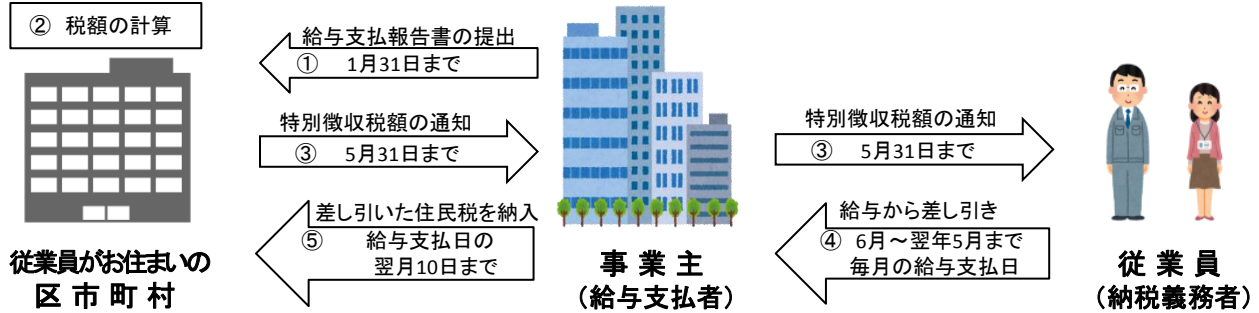 ② 税額の計算
給与支払報告書の提出
① 1月31日まで
特別徴収税額の通知
③ 5月31日まで
差し引いた住民税を納入
⑤ 給与支払日の
翌月10日まで
従業員がお住まいの
区市町村
事業主
（給与支払者）
特別徴収税額の通知
③ 5月31日まで
給与から差し引き
④ 6月～翌年5月まで
毎月の給与支払日
従業員
（納税義務者）